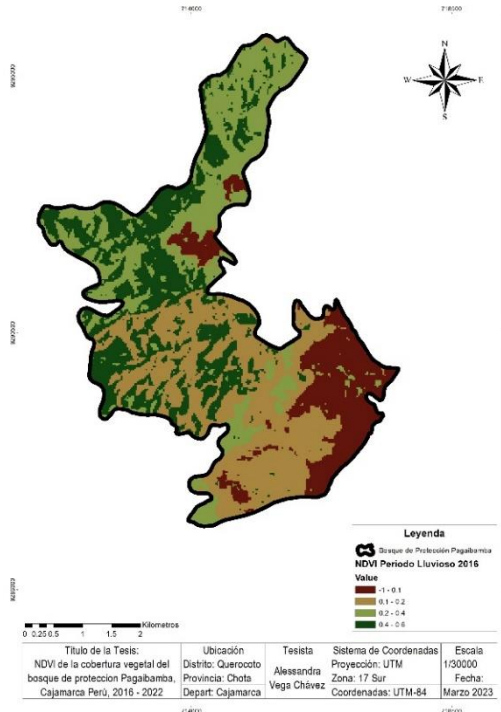 N
W
E
S
Leyenda
Bosque de Protección Pagaibamba
NDVI Periodo Lluvioso 2016
Value
-1 - 0.1
0.1 - 0.2
0.2 - 0.4
0.4 - 0.6
Kilometros
0 0.25 0.5 1 1.5 2
Titulo de la Tesis:
NDVI de la cobertura vegetal del
bosque de proteccion Pagaibamba,
Cajamarca Perú, 2016 - 2022
Ubicación
Distrito: Querocoto
Provincia: Chota
Depart: Cajamarca
Tesista
Alessandra
Vega Chávez
Sistema de Coordenadas
Proyección: UTM
Zona: 17 Sur
Coordenadas: UTM-84
Escala
1/30000
Fecha:
Marzo 2023